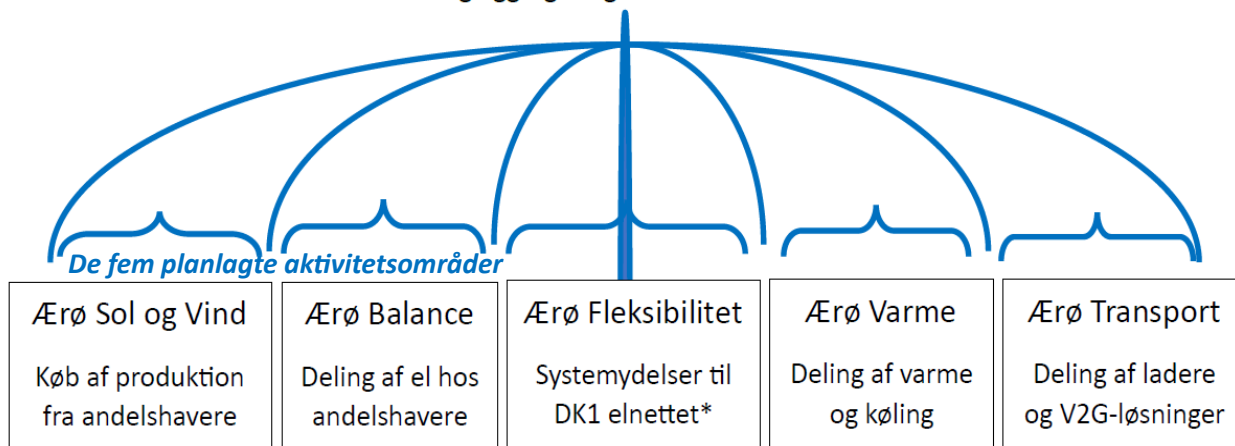 De fem planlagte aktivitetsområder
Ærø Sol og Vind
Køb af produktion
fra andelshavere
Ærø Balance
Deling af el hos
andelshavere
Ærø Fleksibilitet
Systemydelser til
DK1 elnettet*
Ærø Varme
Deling af varme
og køling
Ærø Transport
Deling af ladere
og V2G-løsninger